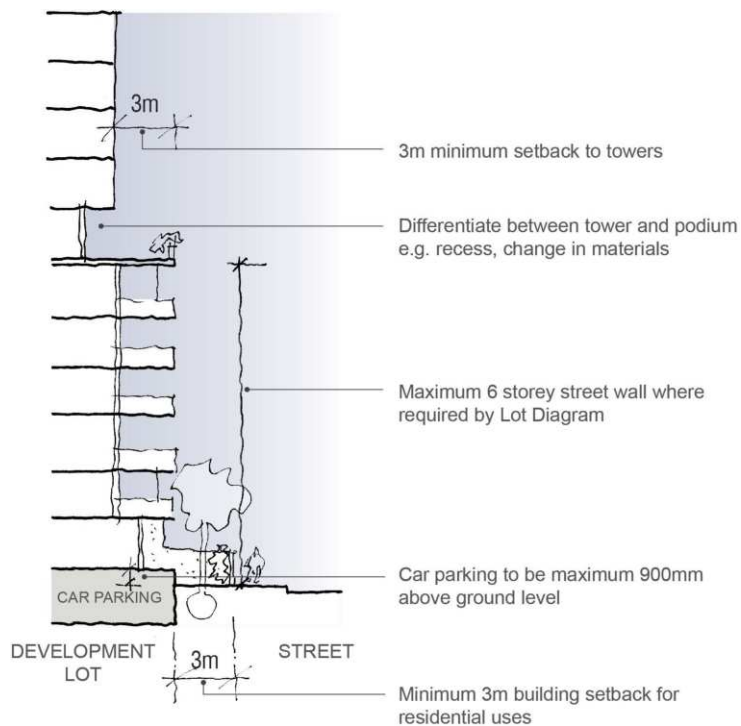 3m
3m minimum setback to towers
Differentiate between tower and podium
e.g. recess, change in materials
Maximum 6 storey street wall where
required by Lot Diagram
Car parking to be maximum 900mm
above ground level
CAR PARKING
DEVELOPMENT
LOT
STREET
3m
Minimum 3m building setback for
residential uses